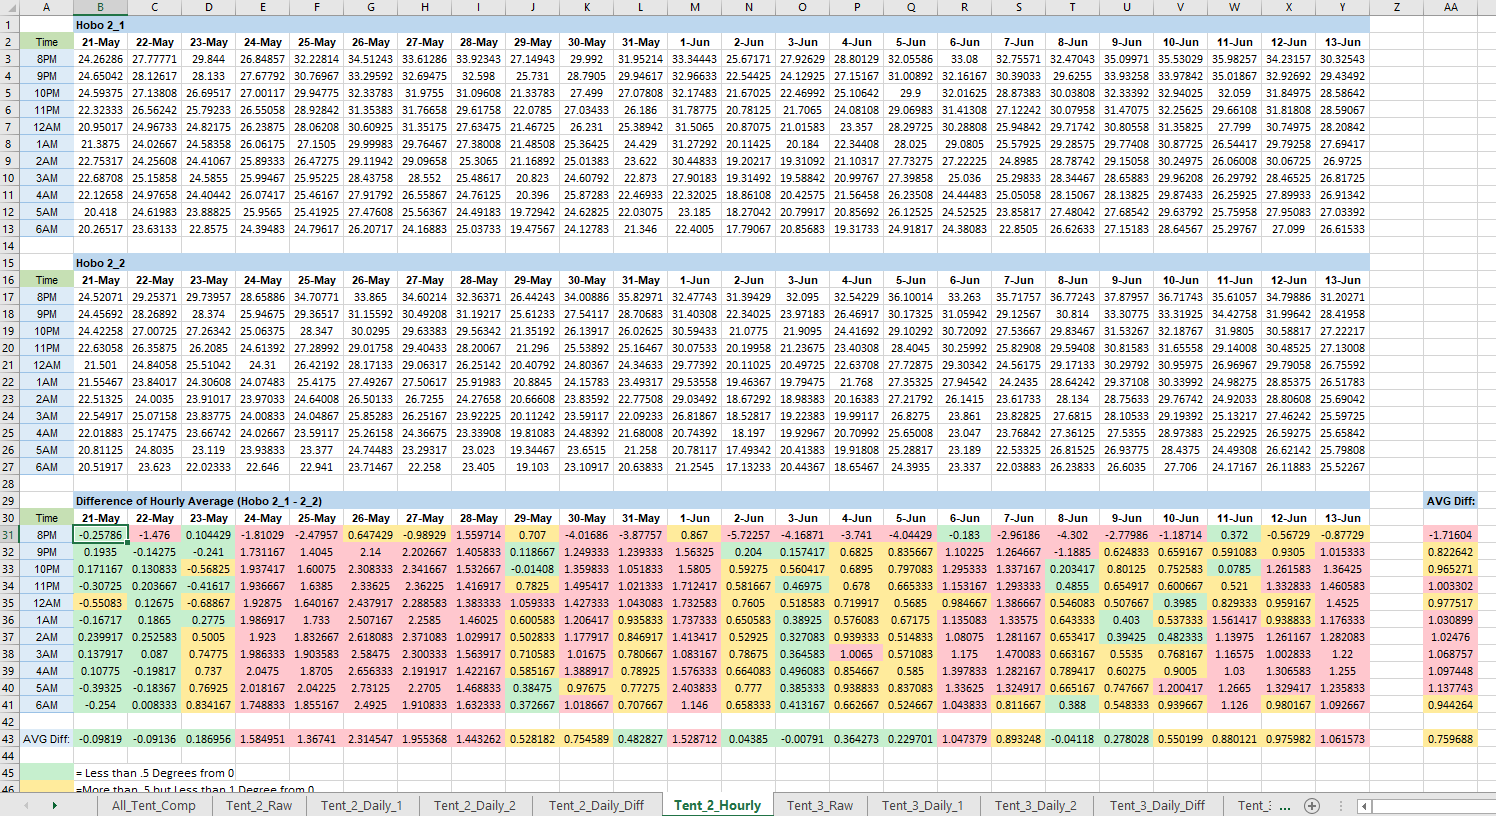 A B C D E F G H I J K L M N O P Q R S T U V W X Y Z AA
1 Hobo 2_1
2 Time 21-May 22-May 23-May 24-May 25-May 26-May 27-May 28-May 29-May 30-May 31-May 1-Jun 2-Jun 3-Jun 4-Jun 5-Jun 6-Jun 7-Jun 8-Jun 9-Jun 10-Jun 11-Jun 12-Jun 13-Jun
3 8PM 24.26286 27.77771 29.844 26.84857 32.22814 34.51243 33.61286 33.92343 27.14943 29.992 31.95214 33.34443 25.67171 27.92629 28.80129 32.05586 33.08 32.75571 32.47043 35.09971 35.53029 35.98257 34.23157 30.32543
4 9PM 24.65042 28.12617 28.133 27.67792 30.76967 33.29592 32.69475 32.598 25.731 28.7905 29.94617 32.96633 22.54425 24.12925 27.15167 31.00892 32.16167 30.39033 29.6255 33.93258 33.97842 35.01867 32.92692 29.43492
5 10PM 24.59375 27.13808 26.69517 27.00117 29.94775 32.33783 31.9755 31.09608 21.33783 27.499 27.07808 32.17483 21.67025 22.46992 25.10642 29.9 32.01625 28.87383 30.03808 32.33392 32.94025 32.059 31.84975 28.58642
6 11PM 22.32333 26.56242 25.79233 26.55058 28.92842 31.35383 31.76658 29.61758 22.0785 27.03433 26.186 31.78775 20.78125 21.7065 24.08108 29.06983 31.41308 27.12242 30.07958 31.47075 32.25625 29.66108 31.81808 28.59067
7 12AM 20.95017 24.96733 24.82175 26.23875 28.06208 30.60925 31.35175 27.63475 21.46725 26.231 25.38942 31.5065 20.87075 21.01583 23.357 28.29725 30.28808 25.94842 29.71742 30.80558 31.35825 27.799 30.74975 28.20842
8 1AM 21.3875 24.02667 24.58358 26.06175 27.1505 29.99983 29.76467 27.38008 21.48508 25.36425 24.429 31.27292 20.11425 20.184 22.34408 28.025 29.0805 25.57925 29.28575 29.77408 30.87725 26.54417 29.79258 27.69417
9 2AM 22.75317 24.25608 24.41067 25.89333 26.47275 29.11942 29.09658 25.3065 21.16892 25.01383 23.622 30.44833 19.20217 19.31092 21.10317 27.73275 27.22225 24.8985 28.78742 29.15058 30.24975 26.06008 30.06725 26.9725
10 3AM 22.68708 25.15858 24.5855 25.99467 25.95225 28.43758 28.552 25.48617 20.823 24.60792 22.873 27.90183 19.31492 19.58842 20.99767 27.39858 25.036 25.29833 28.34467 28.65883 29.96208 26.29792 28.46525 26.81725
11 4AM 22.12658 24.97658 24.40442 26.07417 25.46167 27.91792 26.55867 24.76125 20.396 25.87283 22.46933 22.32025 18.86108 20.42575 21.56458 26.23508 24.44483 25.05058 28.15067 28.13825 29.87433 26.25925 27.89933 26.91342
12 5AM 20.418 24.61983 23.88825 25.9565 25.41925 27.47608 25.56367 24.49183 19.72942 24.62825 22.03075 23.185 18.27042 20.79917 20.85692 26.12525 24.52525 23.85817 27.48042 27.68542 29.63792 25.75958 27.95083 27.03392
13 6AM 20.26517 23.63133 22.8575 24.39483 24.79617 26.20717 24.16883 25.03733 19.47567 24.12783 21.346 22.4005 17.79067 20.85683 19.31733 24.91817 24.38083 22.8505 26.62633 27.15183 28.64567 25.29767 27.099 26.61533
14
15 Hobo 2_2
16 Time 21-May 22-May 23-May 24-May 25-May 26-May 27-May 28-May 29-May 30-May 31-May 1-Jun 2-Jun 3-Jun 4-Jun 5-Jun 6-Jun 7-Jun 8-Jun 9-Jun 10-Jun 11-Jun 12-Jun 13-Jun
17 8PM 24.52071 29.25371 29.73957 28.65886 34.70771 33.865 34.60214 32.36371 26.44243 34.00886 35.82971 32.47743 31.39429 32.095 32.54229 36.10014 33.263 35.71757 36.77243 37.87957 36.71743 35.61057 34.79886 31.20271
18 9PM 24.45692 28.26892 28.374 25.94675 29.36517 31.15592 30.49208 31.19217 25.61233 27.54117 28.70683 31.40308 22.34025 23.97183 26.46917 30.17325 31.05942 29.12567 30.814 33.30775 33.31925 34.42758 31.99642 28.41958
19 10PM 24.42258 27.00725 27.26342 25.06375 28.347 30.0295 29.63383 29.56342 21.35192 26.13917 26.02625 30.59433 21.0775 21.9095 24.41692 29.10292 30.72092 27.53667 29.83467 31.53267 32.18767 31.9805 30.58817 27.22217
20 11PM 22.63058 26.35875 26.2085 24.61392 27.28992 29.01758 29.40433 28.20067 21.296 25.53892 25.16467 30.07533 20.19958 21.23675 23.40308 28.4045 30.25992 25.82908 29.59408 30.81583 31.65558 29.14008 30.48525 27.13008
21 12AM 21.501 24.84058 25.51042 24.31 26.42192 28.17133 29.06317 26.25142 20.40792 24.80367 24.34633 29.77392 20.11025 20.49725 22.63708 27.72875 29.30342 24.56175 29.17133 30.29792 30.95975 26.96967 29.79058 26.75592
22 1AM 21.55467 23.84017 24.30608 24.07483 25.4175 27.49267 27.50617 25.91983 20.8845 24.15783 23.49317 29.53558 19.46367 19.79475 21.768 27.35325 27.94542 24.2435 28.64242 29.37108 30.33992 24.98275 28.85375 26.51783
23 2AM 22.51325 24.0035 23.91017 23.97033 24.64008 26.50133 26.7255 24.27658 20.66608 23.83592 22.77508 29.03492 18.67292 18.98383 20.16383 27.21792 26.1415 23.61733 28.134 28.75633 29.76742 24.92033 28.80608 25.69042
24 3AM 22.54917 25.07158 23.83775 24.00833 24.04867 25.85283 26.25167 23.92225 20.11242 23.59117 22.09233 26.81867 18.52817 19.22383 19.99117 26.8275 23.861 23.82825 27.6815 28.10533 29.19392 25.13217 27.46242 25.59725
25 4AM 22.01883 25.17475 23.66742 24.02667 23.59117 25.26158 24.36675 23.33908 19.81083 24.48392 21.68008 20.74392 18.197 19.92967 20.70992 25.65008 23.047 23.76842 27.36125 27.5355 28.97383 25.22925 26.59275 25.65842
26 5AM 20.81125 24.8035 23.119 23.93833 23.377 24.74483 23.29317 23.023 19.34467 23.6515 21.258 20.78117 17.49342 20.41383 19.91808 25.28817 23.189 22.53325 26.81525 26.93775 28.4375 24.49308 26.62142 25.79808
27 6AM 20.51917 23.623 22.02333 22.646 22.941 23.71467 22.258 23.405 19.103 23.10917 20.63833 21.2545 17.13233 20.44367 18.65467 24.3935 23.337 22.03883 26.23833 26.6035 27.706 24.17167 26.11883 25.52267
28
29 Difference of Hourly Average (Hobo 2_1 - 2_2) AVG Diff:
30 Time 21-May 22-May 23-May 24-May 25-May 26-May 27-May 28-May 29-May 30-May 31-May 1-Jun 2-Jun 3-Jun 4-Jun 5-Jun 6-Jun 7-Jun 8-Jun 9-Jun 10-Jun 11-Jun 12-Jun 13-Jun
31 8PM -0.25786 -1.476 0.104429 -1.81029 -2.47957 0.647429 -0.98929 1.559714 0.707 -4.01686 -3.87757 0.867 -5.72257 -4.16871 -3.741 -4.04429 -0.183 -2.96186 -4.302 -2.77986 -1.18714 0.372 -0.56729 -0.87729 -1.71604
32 9PM 0.1935 -0.14275 -0.241 1.731167 1.4045 2.14 2.202667 1.405833 0.118667 1.249333 1.239333 1.56325 0.204 0.157417 0.6825 0.835667 1.10225 1.264667 -1.1885 0.624833 0.659167 0.591083 0.9305 1.015333 0.822642
33 10PM 0.171167 0.130833 -0.56825 1.937417 1.60075 2.308333 2.341667 1.532667 -0.01408 1.359833 1.051833 1.5805 0.59275 0.560417 0.6895 0.797083 1.295333 1.337167 0.203417 0.80125 0.752583 0.0785 1.261583 1.36425 0.965271
34 11PM -0.30725 0.203667 -0.41617 1.936667 1.6385 2.33625 2.36225 1.416917 0.7825 1.495417 1.021333 1.712417 0.581667 0.46975 0.678 0.665333 1.153167 1.293333 0.4855 0.654917 0.600667 0.521 1.332833 1.460583 1.003302
35 12AM -0.55083 0.12675 -0.68867 1.92875 1.640167 2.437917 2.288583 1.383333 1.059333 1.427333 1.043083 1.732583 0.7605 0.518583 0.719917 0.5685 0.984667 1.386667 0.546083 0.507667 0.3985 0.829333 0.959167 1.4525 0.977517
36 1AM -0.16717 0.1865 0.2775 1.986917 1.733 2.507167 2.2585 1.46025 0.600583 1.206417 0.935833 1.737333 0.650583 0.38925 0.576083 0.67175 1.135083 1.33575 0.643333 0.403 0.537333 1.561417 0.938833 1.176333 1.030899
37 2AM 0.239917 0.252583 0.5005 1.923 1.832667 2.618083 2.371083 1.029917 0.502833 1.177917 0.846917 1.413417 0.52925 0.327083 0.939333 0.514833 1.08075 1.281167 0.653417 0.39425 0.482333 1.13975 1.261167 1.282083 1.02476
38 3AM 0.137917 0.087 0.74775 1.986333 1.903583 2.58475 2.300333 1.563917 0.710583 1.01675 0.780667 1.083167 0.78675 0.364583 1.0065 0.571083 1.175 1.470083 0.663167 0.5535 0.768167 1.16575 1.002833 1.22 1.068757
39 4AM 0.10775 -0.19817 0.737 2.0475 1.8705 2.656333 2.191917 1.422167 0.585167 1.388917 0.78925 1.576333 0.664083 0.496083 0.854667 0.585 1.397833 1.282167 0.789417 0.60275 0.9005 1.03 1.306583 1.255 1.097448
40 5AM -0.39325 -0.18367 0.76925 2.018167 2.04225 2.73125 2.2705 1.468833 0.38475 0.97675 0.77275 2.403833 0.777 0.385333 0.938833 0.837083 1.33625 1.324917 0.665167 0.747667 1.200417 1.2665 1.329417 1.235833 1.137743
41 6AM -0.254 0.008333 0.834167 1.748833 1.855167 2.4925 1.910833 1.632333 0.372667 1.018667 0.707667 1.146 0.658333 0.413167 0.662667 0.524667 1.043833 0.811667 0.388 0.548333 0.939667 1.126 0.980167 1.092667 0.944264
42
43 AVG Diff: -0.09819 -0.09136 0.186956 1.584951 1.36741 2.314547 1.955368 1.443262 0.528182 0.754589 0.482827 1.528712 0.04385 -0.00791 0.364273 0.229701 1.047379 0.893248 -0.04118 0.278028 0.550199 0.880121 0.975982 1.061573 0.759688
44
45 = Less than .5 Degrees from 0
46 =More than .5 but Less than 1 Degree from 0
All_Tent_Comp Tent_2_Raw Tent_2_Daily_1 Tent_2_Daily_2 Tent_2_Daily_Diff Tent_2_Hourly Tent_3_Raw Tent_3_Daily_1 Tent_3_Daily_2 Tent_3_Daily_Diff Tent_ ...